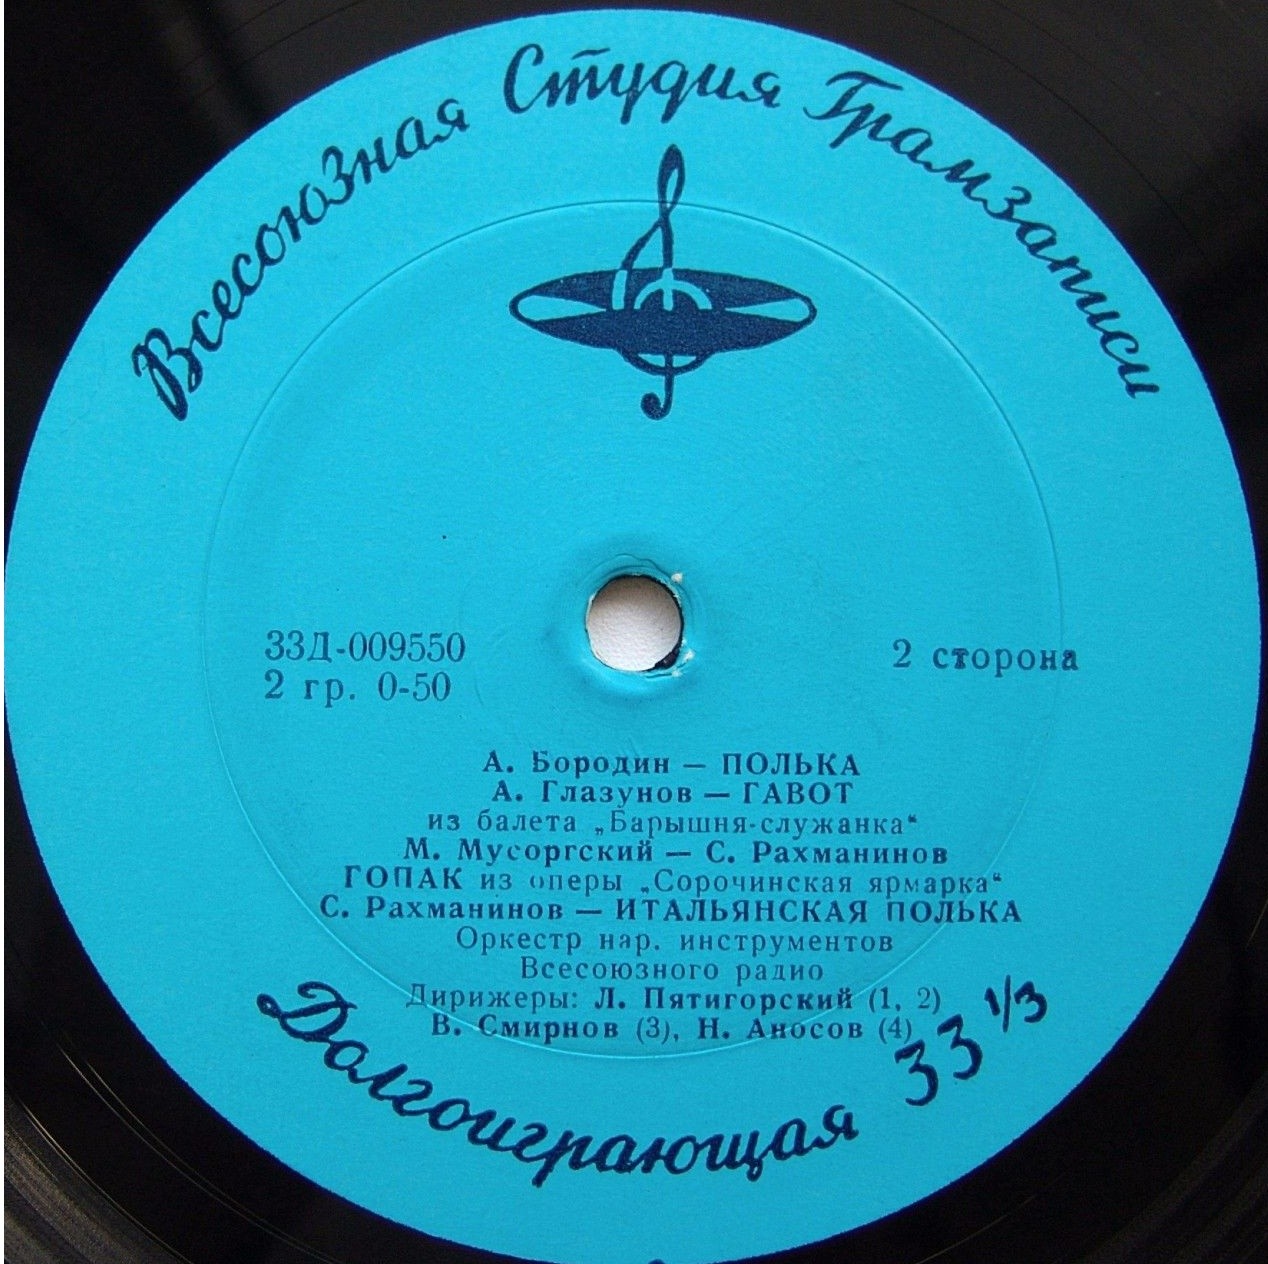 Всесоюзная Студия Грамзаписи
33Д-009550
2 гр. 0-50
2 сторона
А. Бородин — ПОЛЬКА
А. Глазунов — ГАВОТ
из балета „Барышня-служанка“
М. Мусоргский — С. Рахманинов
ГОПАК из оперы „Сорочинская ярмарка“
С. Рахманинов — ИТАЛЬЯНСКАЯ ПОЛЬКА
Оркестр нар. инструментов
Всесоюзного радио
Дирижеры: Л. Пятигорский (1, 2)
В. Смирнов (3), Н. Аносов (4)
Долгоиграющая 33 1/3